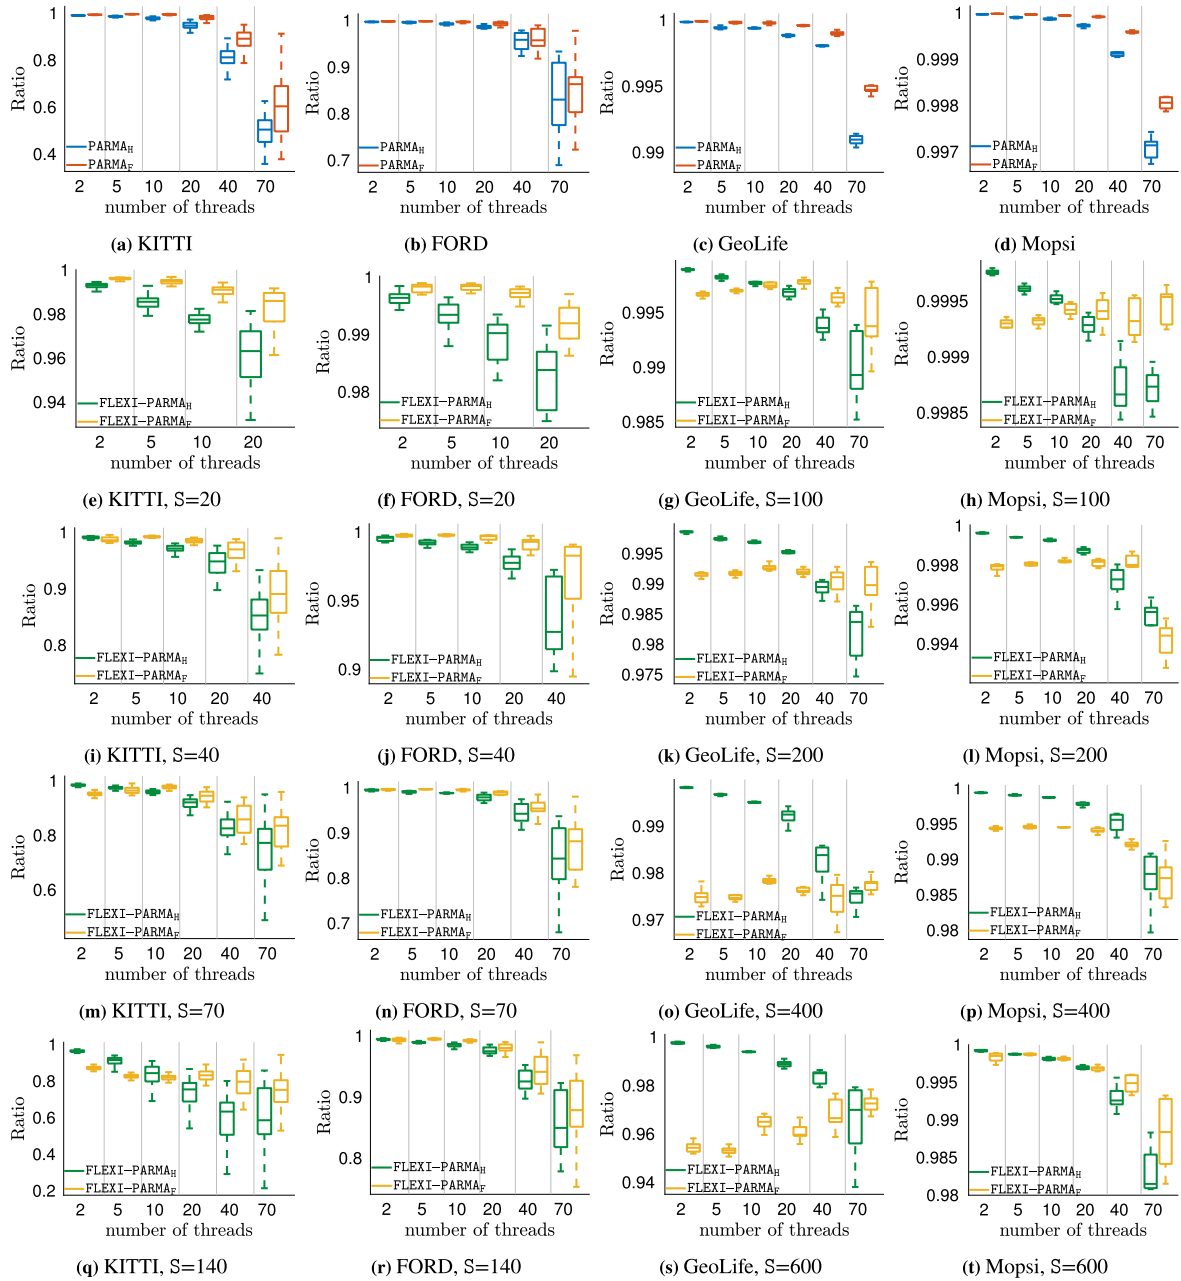 1
0.8
0.6
0.4
Ratio
PARMA_H
PARMA_F
2 5 10 20 40 70
number of threads
(a) KITTI
1
0.9
0.8
0.7
Ratio
PARMA_H
PARMA_F
2 5 10 20 40 70
number of threads
(b) FORD
1
0.995
0.99
Ratio
PARMA_H
PARMA_F
2 5 10 20 40 70
number of threads
(c) GeoLife
1
0.999
0.998
0.997
Ratio
PARMA_H
PARMA_F
2 5 10 20 40 70
number of threads
(d) Mopsi
1
0.98
0.96
0.94
Ratio
FLEXI-PARMA_H
FLEXI-PARMA_F
2 5 10 20
number of threads
(e) KITTI, S=20
1
0.99
0.98
Ratio
FLEXI-PARMA_H
FLEXI-PARMA_F
2 5 10 20
number of threads
(f) FORD, S=20
1
0.995
0.99
0.985
Ratio
FLEXI-PARMA_H
FLEXI-PARMA_F
2 5 10 20 40 70
number of threads
(g) GeoLife, S=100
0.9995
0.999
0.9985
Ratio
FLEXI-PARMA_H
FLEXI-PARMA_F
2 5 10 20 40 70
number of threads
(h) Mopsi, S=100
1
0.9
0.8
Ratio
FLEXI-PARMA_H
FLEXI-PARMA_F
2 5 10 20 40
number of threads
(i) KITTI, S=40
1
0.95
0.9
Ratio
FLEXI-PARMA_H
FLEXI-PARMA_F
2 5 10 20 40
number of threads
(j) FORD, S=40
0.995
0.99
0.985
0.98
0.975
Ratio
FLEXI-PARMA_H
FLEXI-PARMA_F
2 5 10 20 40 70
number of threads
(k) GeoLife, S=200
1
0.998
0.996
0.994
Ratio
FLEXI-PARMA_H
FLEXI-PARMA_F
2 5 10 20 40 70
number of threads
(l) Mopsi, S=200
1
0.8
0.6
Ratio
FLEXI-PARMA_H
FLEXI-PARMA_F
2 5 10 20 40 70
number of threads
(m) KITTI, S=70
1
0.9
0.8
0.7
Ratio
FLEXI-PARMA_H
FLEXI-PARMA_F
2 5 10 20 40 70
number of threads
(n) FORD, S=70
1
0.99
0.98
0.97
Ratio
FLEXI-PARMA_H
FLEXI-PARMA_F
2 5 10 20 40 70
number of threads
(o) GeoLife, S=400
1
0.995
0.99
0.985
0.98
Ratio
FLEXI-PARMA_H
FLEXI-PARMA_F
2 5 10 20 40 70
number of threads
(p) Mopsi, S=400
1
0.8
0.6
0.4
0.2
Ratio
FLEXI-PARMA_H
FLEXI-PARMA_F
2 5 10 20 40 70
number of threads
(q) KITTI, S=140
1
0.9
0.8
Ratio
FLEXI-PARMA_H
FLEXI-PARMA_F
2 5 10 20 40 70
number of threads
(r) FORD, S=140
1
0.98
0.96
0.94
Ratio
FLEXI-PARMA_H
FLEXI-PARMA_F
2 5 10 20 40 70
number of threads
(s) GeoLife, S=600
1
0.995
0.99
0.985
0.98
Ratio
FLEXI-PARMA_H
FLEXI-PARMA_F
2 5 10 20 40 70
number of threads
(t) Mopsi, S=600